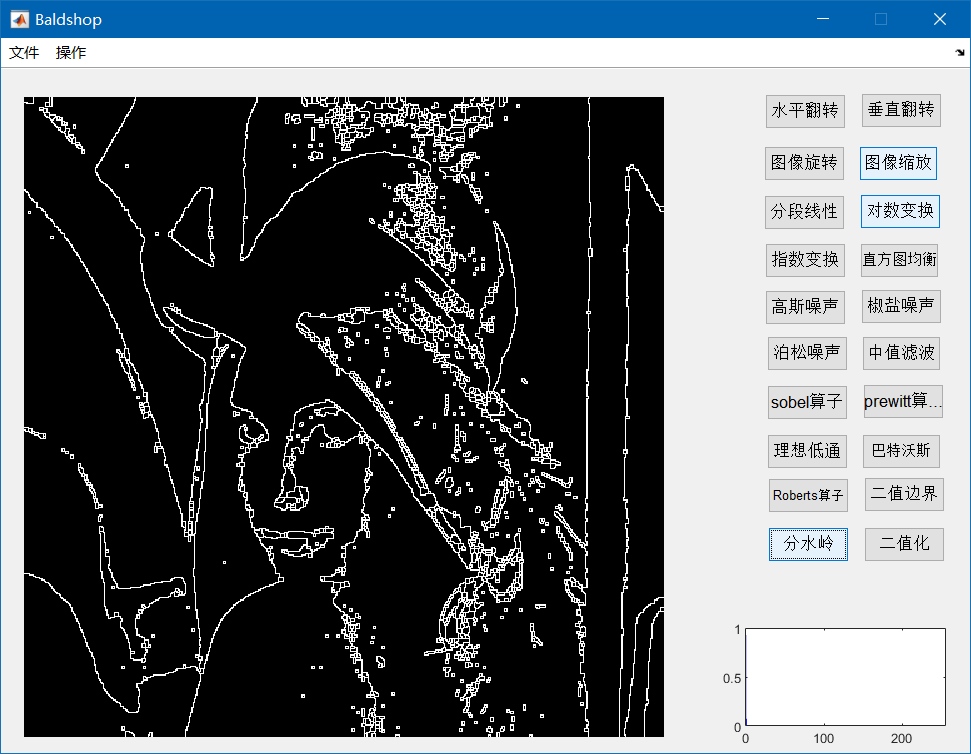 Baldshop
文件 操作
水平翻转 垂直翻转
图像旋转 图像缩放
分段线性 对数变换
指数变换 直方图均衡
高斯噪声 椒盐噪声
泊松噪声 中值滤波
sobel算子 prewitt算...
理想低通 巴特沃斯
Roberts算子 二值边界
分水岭 二值化
1
0.5
0
0 100 200